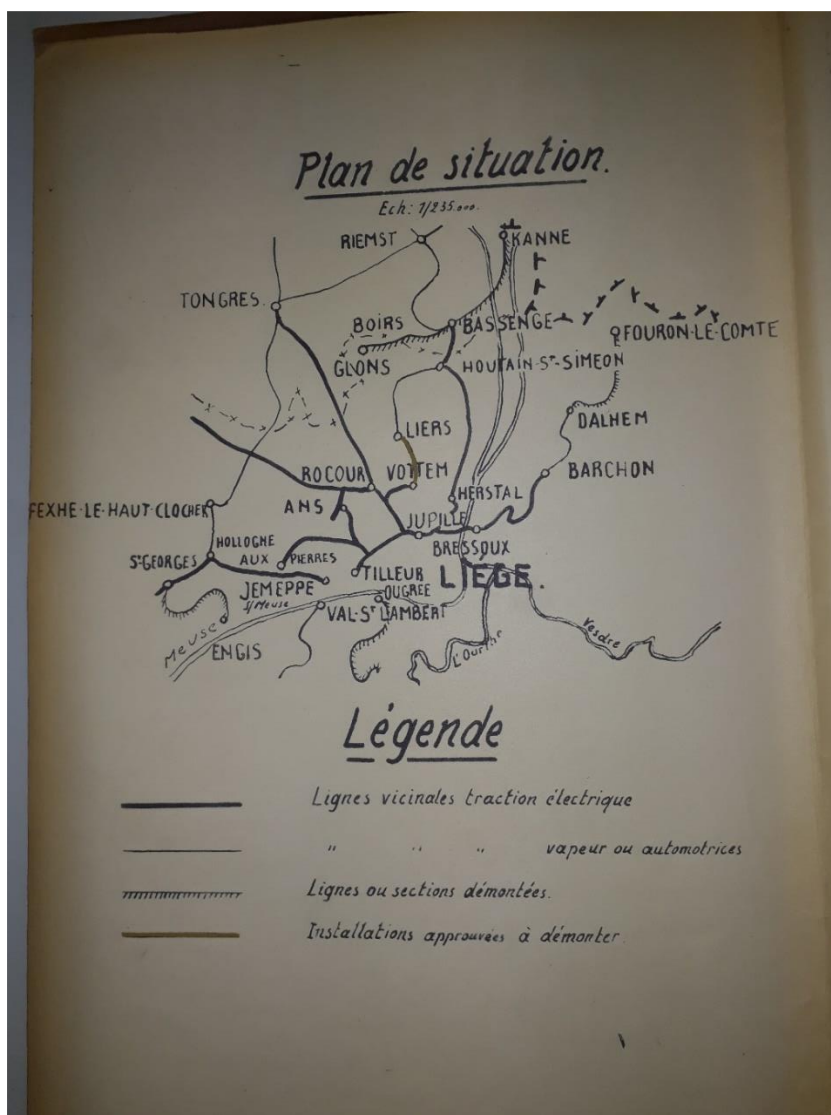 Plan de situation.
Ech: 1/235.000.
RIEMST
KANNE
TONGRES.
BOIRS
BASSENGE
FOURON-LE-COMTE
GLONS
HOUTAIN-ST-SIMEON
LIERS
DALHEM
ROCOUR
VOTTEM
BARCHON
FEXHE-LE-HAUT-CLOCHER
ANS
HERSTAL
JUPILLE
HOLLOGNE
AUX PIERRES
BRESSOUX
ST GEORGES
TILLEUR
LIEGE.
JEMEPPE
S/Meuse
OUGREE
VAL-ST LAMBERT
Meuse
ENGIS
L'Ourthe
Vesdre
Légende
Lignes vicinales traction électrique
" " " vapeur ou automotrices
Lignes ou sections démontées.
Installations approuvées à démonter.